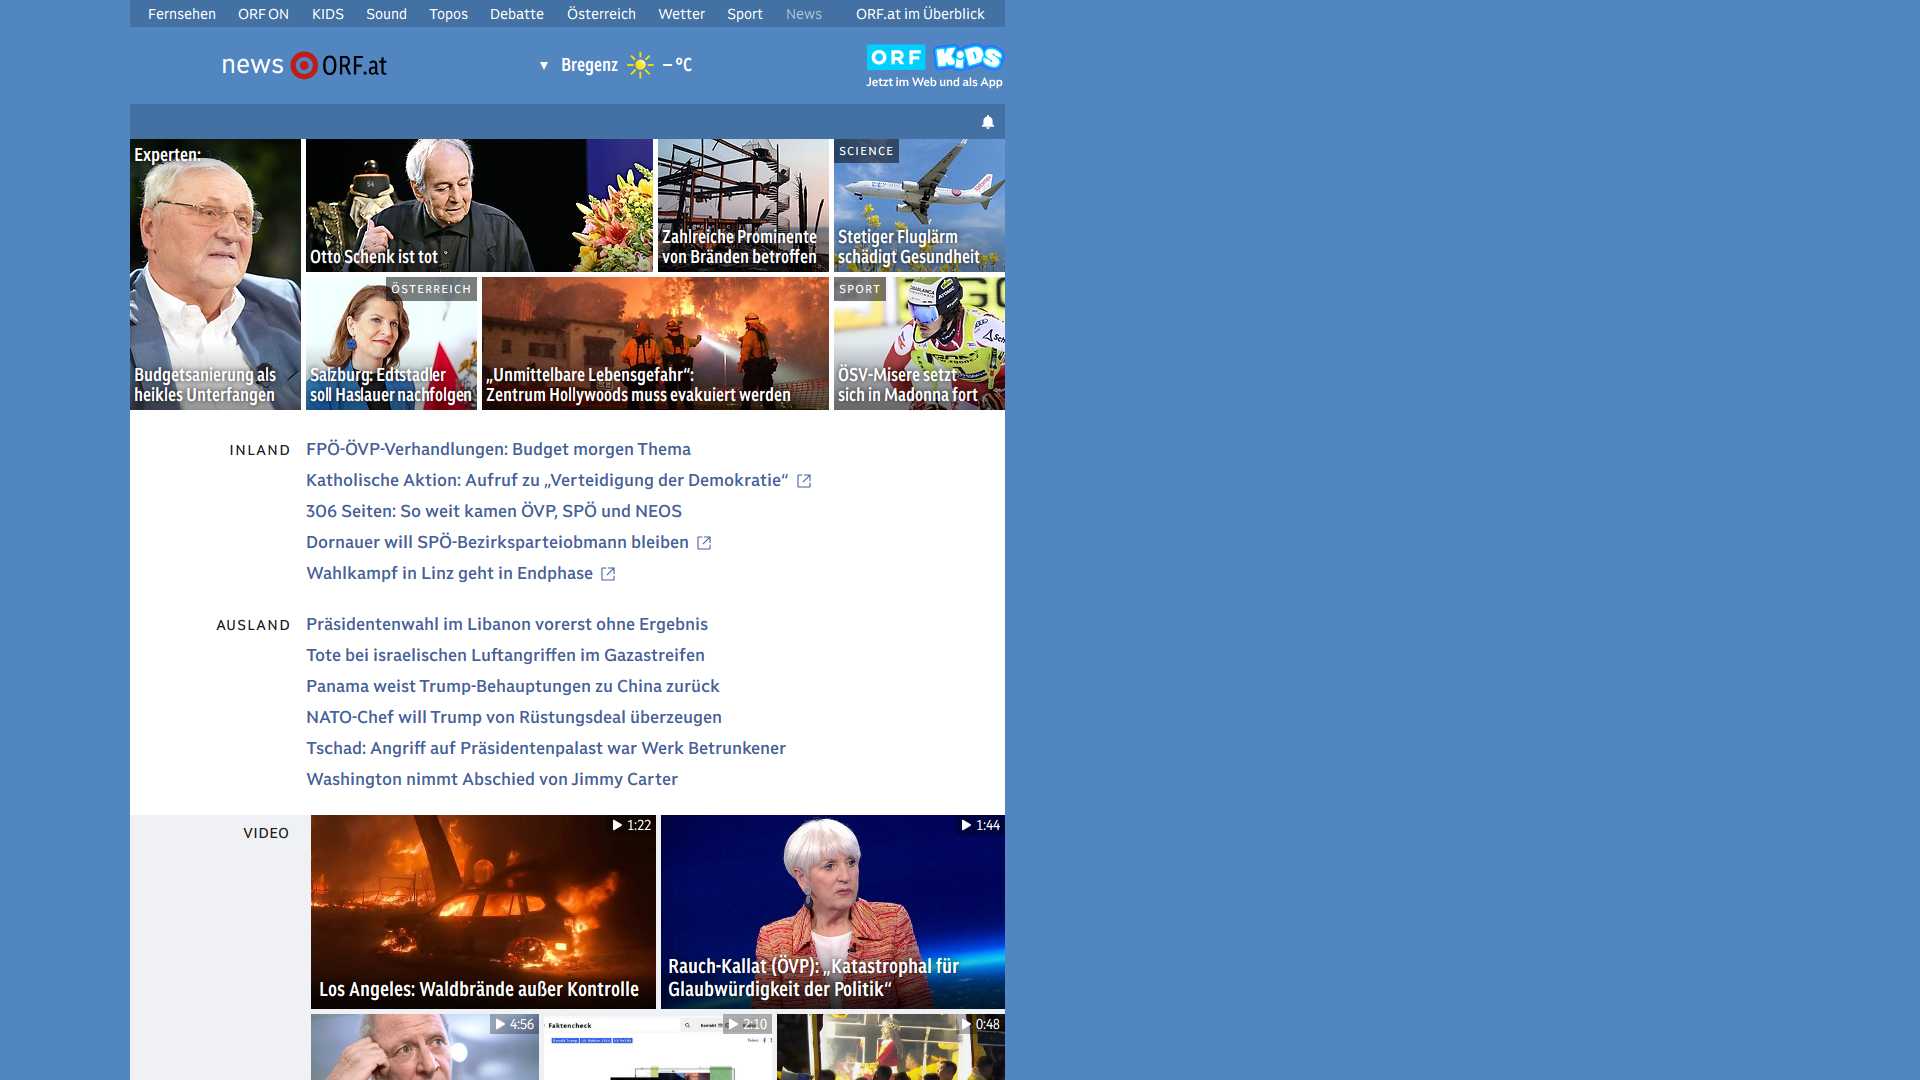 Fernsehen ORF ON KIDS Sound Topos Debatte Österreich Wetter Sport News ORF.at im Überblick
news ORF.at
▼ Bregenz – °C
ORF KiDS
Jetzt im Web und als App
Experten:
Budgetsanierung als
heikles Unterfangen
Otto Schenk ist tot
Zahlreiche Prominente
von Bränden betroffen
SCIENCE
Stetiger Fluglärm
schädigt Gesundheit
ÖSTERREICH
Salzburg: Edtstadler
soll Haslauer nachfolgen
„Unmittelbare Lebensgefahr“:
Zentrum Hollywoods muss evakuiert werden
SPORT
ÖSV-Misere setzt
sich in Madonna fort
INLAND
FPÖ-ÖVP-Verhandlungen: Budget morgen Thema
Katholische Aktion: Aufruf zu „Verteidigung der Demokratie“
306 Seiten: So weit kamen ÖVP, SPÖ und NEOS
Dornauer will SPÖ-Bezirksparteiobmann bleiben
Wahlkampf in Linz geht in Endphase
AUSLAND
Präsidentenwahl im Libanon vorerst ohne Ergebnis
Tote bei israelischen Luftangriffen im Gazastreifen
Panama weist Trump-Behauptungen zu China zurück
NATO-Chef will Trump von Rüstungsdeal überzeugen
Tschad: Angriff auf Präsidentenpalast war Werk Betrunkener
Washington nimmt Abschied von Jimmy Carter
VIDEO
1:22
Los Angeles: Waldbrände außer Kontrolle
1:44
Rauch-Kallat (ÖVP): „Katastrophal für
Glaubwürdigkeit der Politik“
4:56
Faktencheck
2:10
0:48